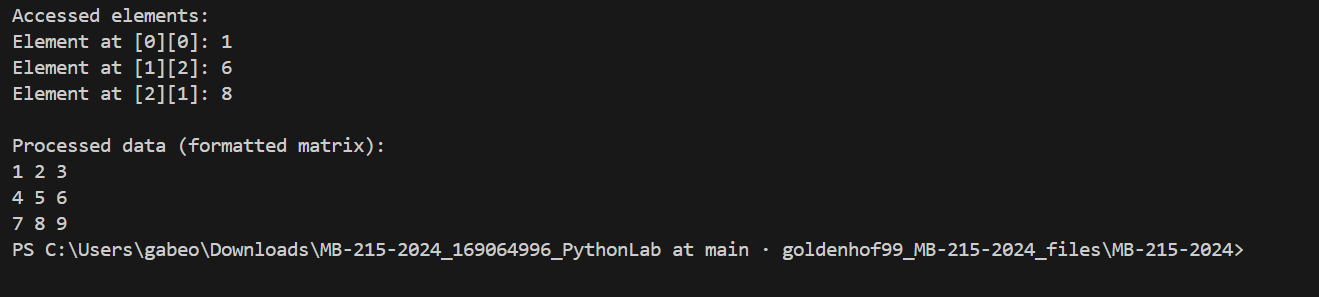 Accessed elements:
Element at [0][0]: 1
Element at [1][2]: 6
Element at [2][1]: 8
Processed data (formatted matrix):
1 2 3
4 5 6
7 8 9
PS C:\Users\gabeo\Downloads\MB-215-2024_169064996_PythonLab at main · goldenhof99_MB-215-2024_files\MB-215-2024>